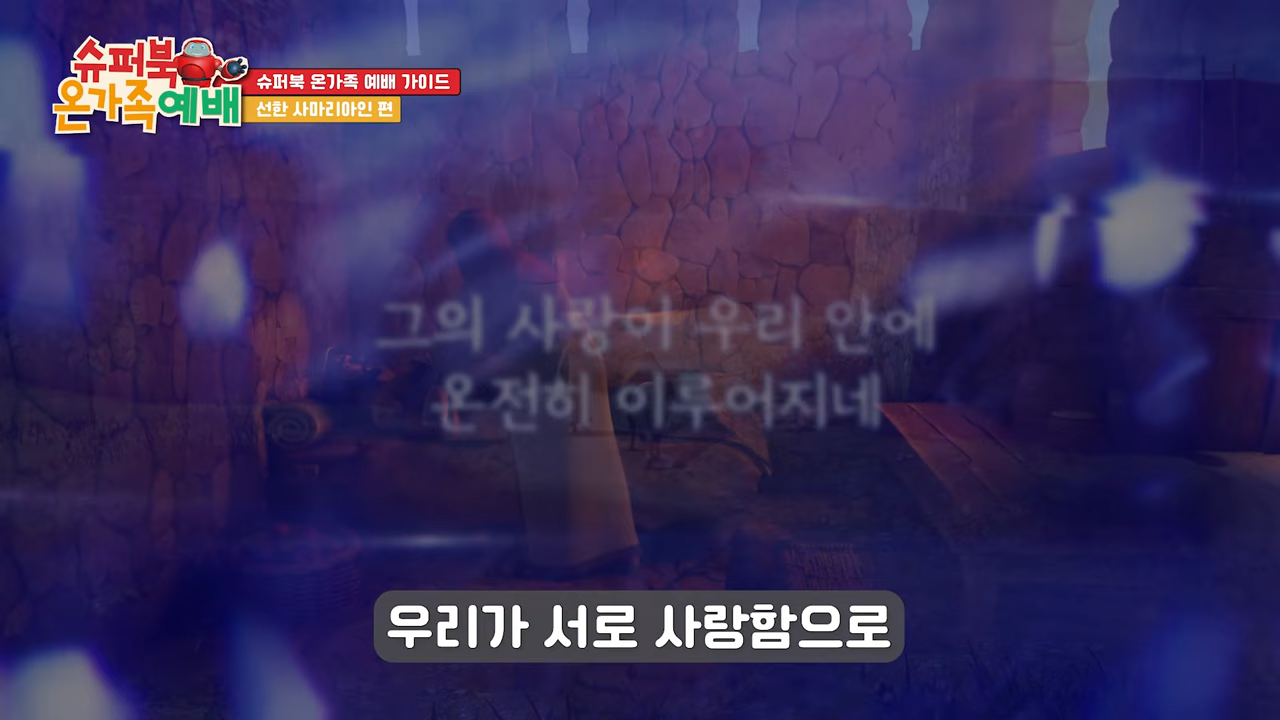 슈퍼북
온가족예배
슈퍼북 온가족 예배 가이드
선한 사마리아인 편
그의 사랑이 우리 안에
온전히 이루어지네
우리가 서로 사랑함으로